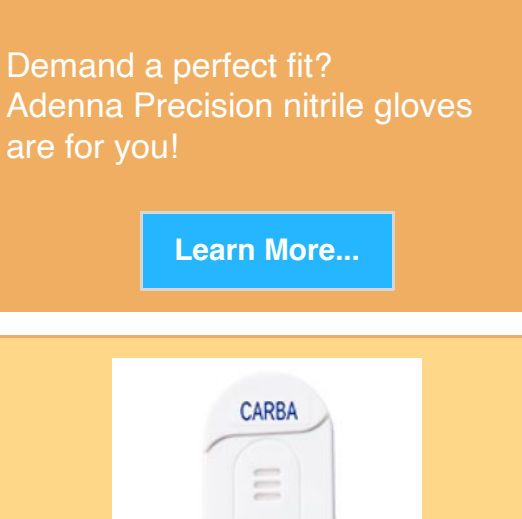 Demand a perfect fit?
Adenna Precision nitrile gloves
are for you!
Learn More...
CARBA